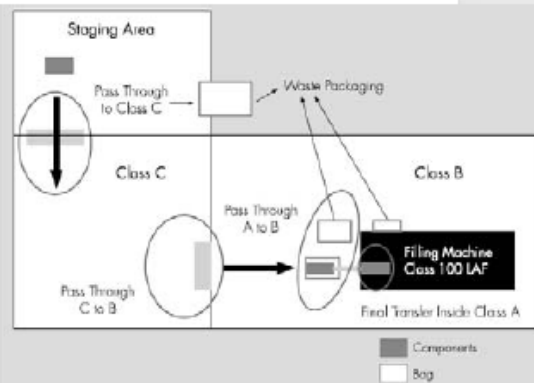 Staging Area
Pass Through
to Class C
Waste Packaging
Class C
Class B
Pass Through
A to B
Filling Machine
Class 100 LAF
Pass Through
C to B
Final Transfer Inside Class A
Components
Bag